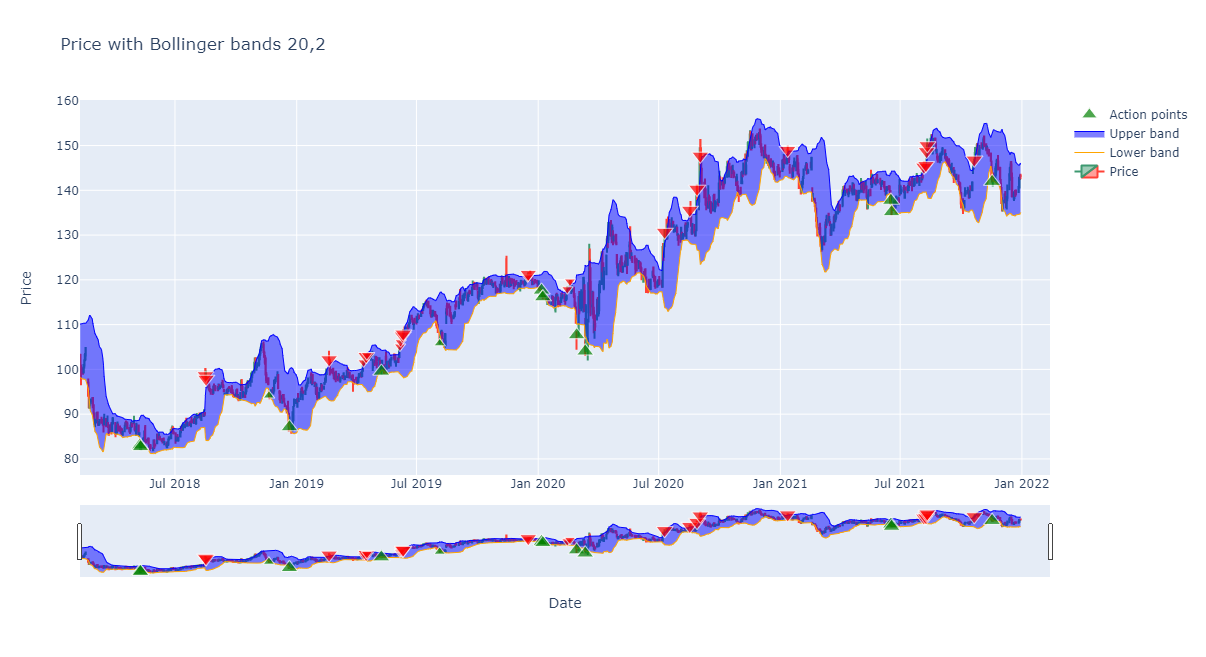 Price with Bollinger bands 20,2
Action points
Upper band
Lower band
Price
160
150
140
130
120
110
100
90
80
Price
Jul 2018
Jan 2019
Jul 2019
Jan 2020
Jul 2020
Jan 2021
Jul 2021
Jan 2022
Date